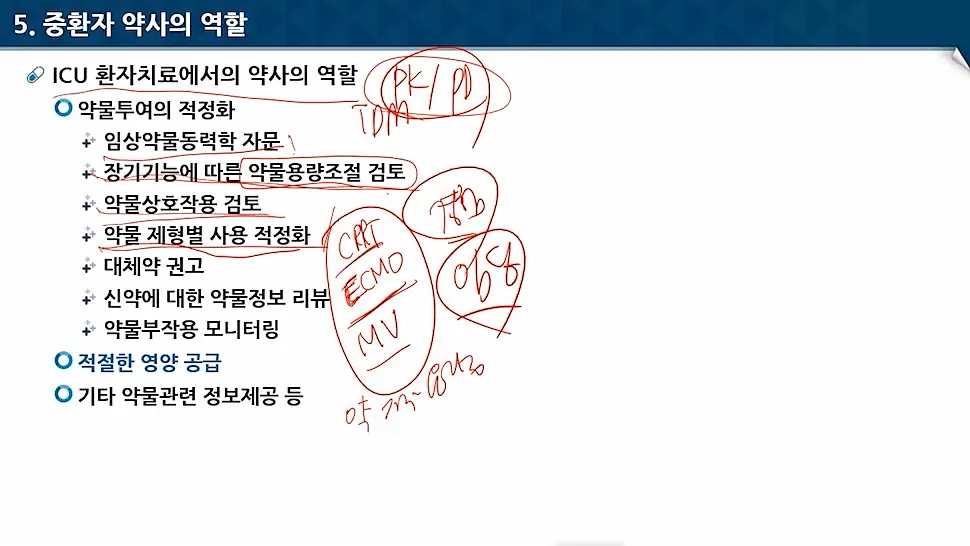 5. 중환자 약사의 역할
ICU 환자치료에서의 약사의 역할
PK/PD
TDM
약물투여의 적정화
임상약물동력학 자문
장기기능에 따른 약물용량조절 검토
약물상호작용 검토
약물 제형별 사용 적정화
CRRT
ECMO
MV
대체약 권고
신약에 대한 약물정보 리뷰
약물부작용 모니터링
적절한 영양 공급
기타 약물관련 정보제공 등
약